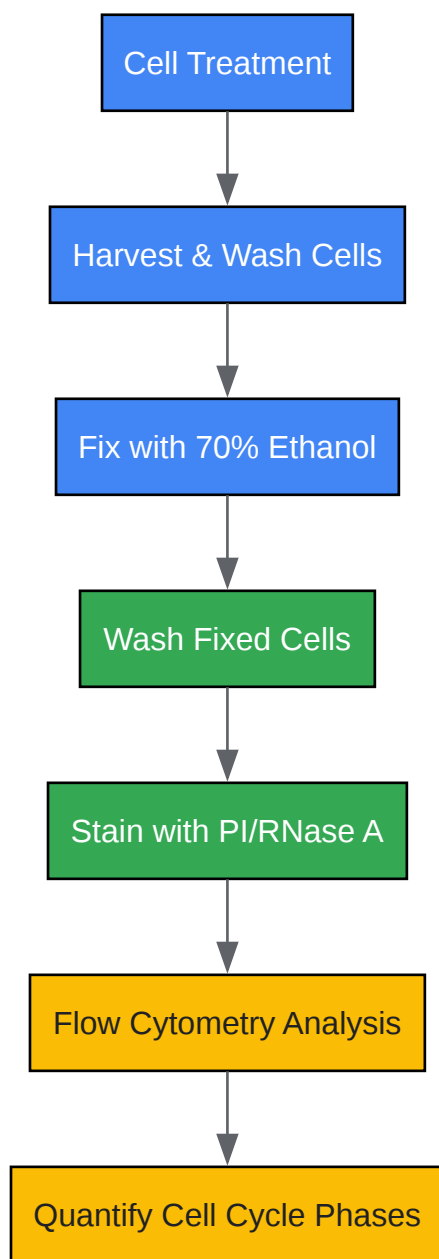 Cell Treatment
Harvest & Wash Cells
Fix with 70% Ethanol
Wash Fixed Cells
Stain with PI/RNase A
Flow Cytometry Analysis
Quantify Cell Cycle Phases